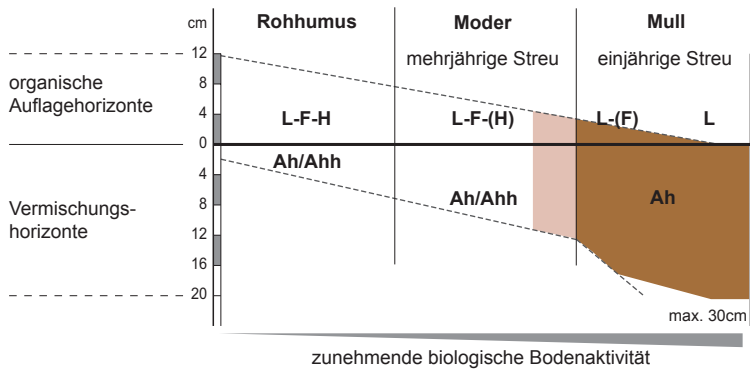 cm Rohhumus Moder Mull
mehrjährige Streu einjährige Streu
12
organische
Auflagehorizonte
8
4 L-F-H L-F-(H) L-(F) L
0
Ah/Ahh
4
8 Ah/Ahh Ah
Vermischungs-
horizonte
12
16
20
max. 30cm
zunehmende biologische Bodenaktivität